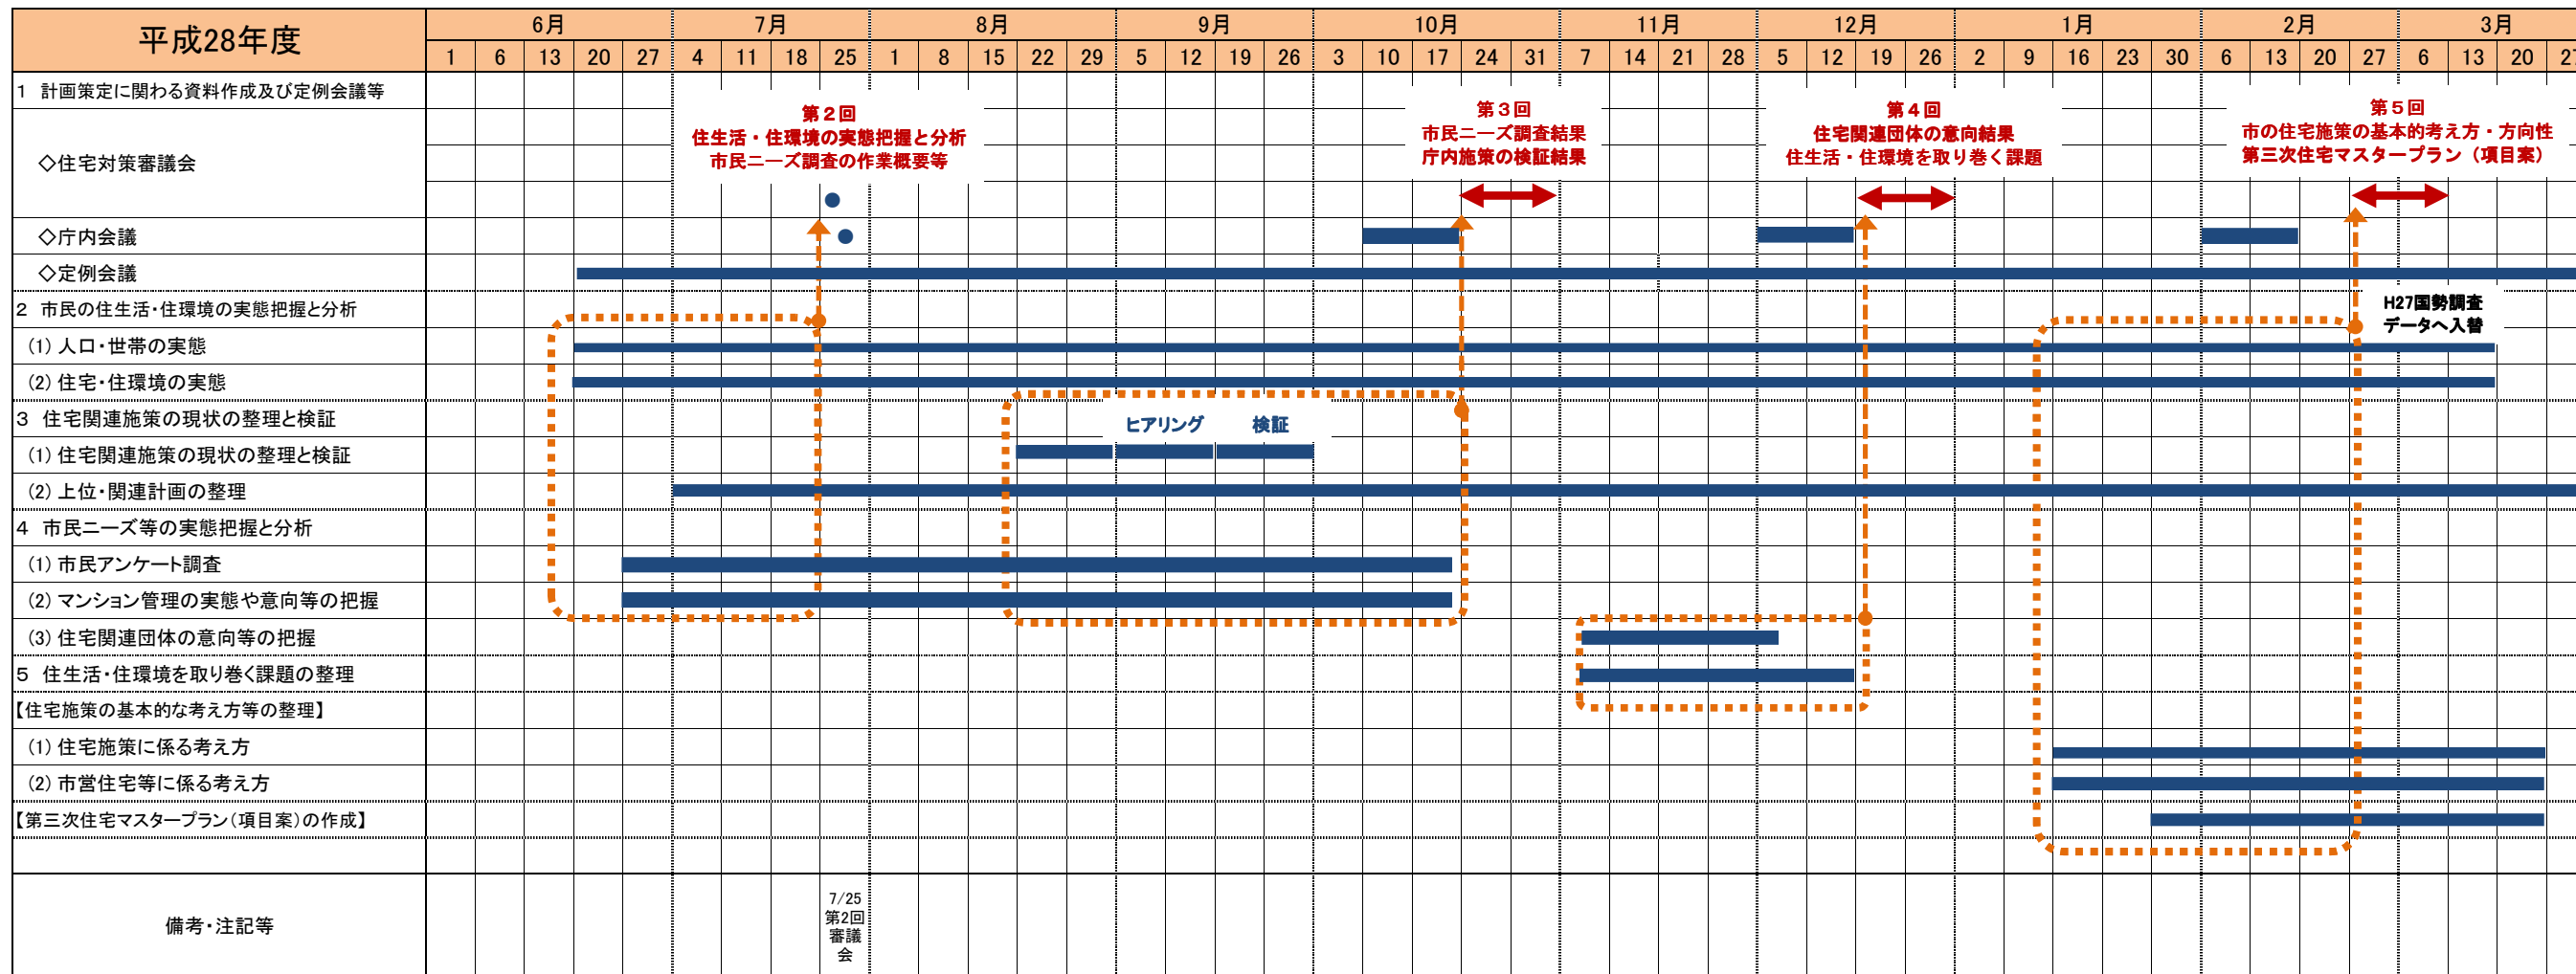 平成28年度
6月 7月 8月 9月 10月 11月 12月 1月 2月 3月
1 6 13 20 27 4 11 18 25 1 8 15 22 29 5 12 19 26 3 10 17 24 31 7 14 21 28 5 12 19 26 2 9 16 23 30 6 13 20 27 6 13 20 27
1 計画策定に関わる資料作成及び定例会議等
第2回
住生活・住環境の実態把握と分析
市民ニーズ調査の作業概要等
第3回
市民ニーズ調査結果
庁内施策の検証結果
第4回
住宅関連団体の意向結果
住生活・住環境を取り巻く課題
第5回
市の住宅施策の基本的考え方・方向性
第三次住宅マスタープラン（項目案）
◇住宅対策審議会
◇庁内会議
◇定例会議
2 市民の住生活・住環境の実態把握と分析
H27国勢調査
データへ入替
(1) 人口・世帯の実態
(2) 住宅・住環境の実態
3 住宅関連施策の現状の整理と検証
ヒアリング 検証
(1) 住宅関連施策の現状の整理と検証
(2) 上位・関連計画の整理
4 市民ニーズ等の実態把握と分析
(1) 市民アンケート調査
(2) マンション管理の実態や意向等の把握
(3) 住宅関連団体の意向等の把握
5 住生活・住環境を取り巻く課題の整理
【住宅施策の基本的な考え方等の整理】
(1) 住宅施策に係る考え方
(2) 市営住宅等に係る考え方
【第三次住宅マスタープラン（項目案）の作成】
備考・注記等
7/25
第2回
審議
会